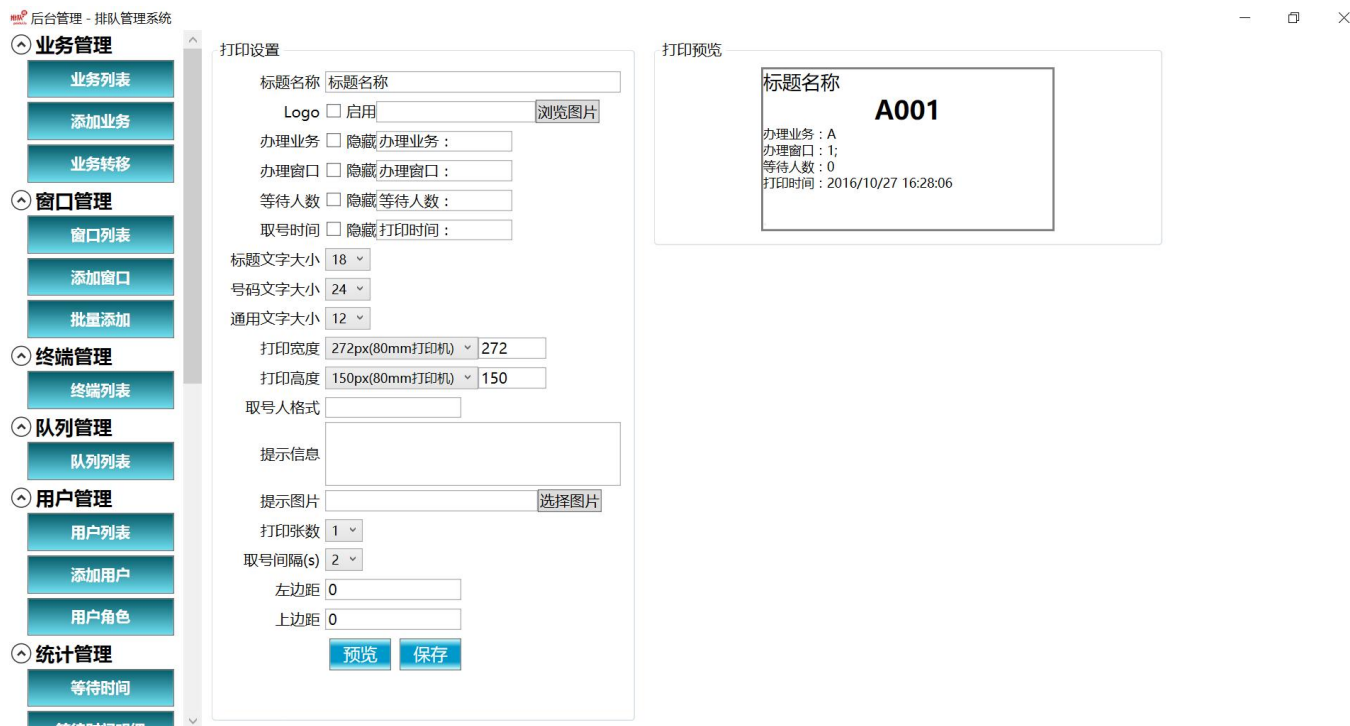 后台管理 - 排队管理系统
业务管理
业务列表
添加业务
业务转移
窗口管理
窗口列表
添加窗口
批量添加
终端管理
终端列表
队列管理
队列列表
用户管理
用户列表
添加用户
用户角色
统计管理
等待时间
打印设置
标题名称 标题名称
Logo 启用 浏览图片
办理业务 隐藏 办理业务：
办理窗口 隐藏 办理窗口：
等待人数 隐藏 等待人数：
取号时间 隐藏 打印时间：
标题文字大小 18
号码文字大小 24
通用文字大小 12
打印宽度 272px(80mm打印机) 272
打印高度 150px(80mm打印机) 150
取号人格式
提示信息
提示图片 选择图片
打印张数 1
取号间隔(s) 2
左边距 0
上边距 0
预览 保存
打印预览
标题名称
A001
办理业务：A
办理窗口：1;
等待人数：0
打印时间：2016/10/27 16:28:06